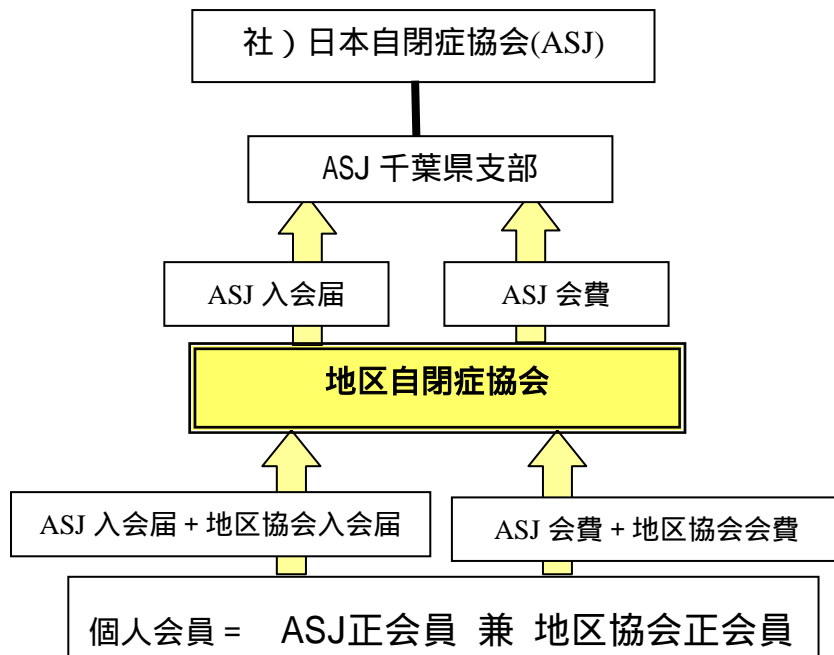 社）日本自閉症協会(ASJ)
ASJ 千葉県支部
ASJ 入会届
ASJ 会費
地区自閉症協会
ASJ 入会届 + 地区協会入会届
ASJ 会費 + 地区協会会費
個人会員 = ASJ正会員 兼 地区協会正会員